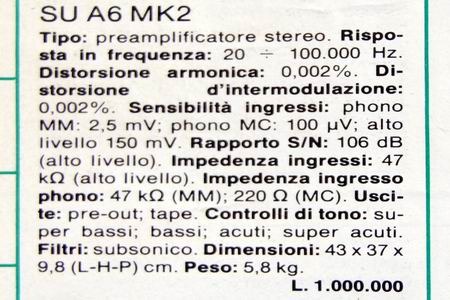 SU A6 MK2
Tipo: preamplificatore stereo. Rispo-
sta in frequenza: 20 ÷ 100.000 Hz.
Distorsione armonica: 0,002%. Di-
storsione d'intermodulazione:
0,002%. Sensibilità ingressi: phono
MM: 2,5 mV; phono MC: 100 µV; alto
livello 150 mV. Rapporto S/N: 106 dB
(alto livello). Impedenza ingressi: 47
kΩ (alto livello). Impedenza ingresso
phono: 47 kΩ (MM); 220 Ω (MC). Usci-
te: pre-out; tape. Controlli di tono: su-
per bassi; bassi; acuti; super acuti.
Filtri: subsonico. Dimensioni: 43 x 37 x
9,8 (L-H-P) cm. Peso: 5,8 kg.
L. 1.000.000